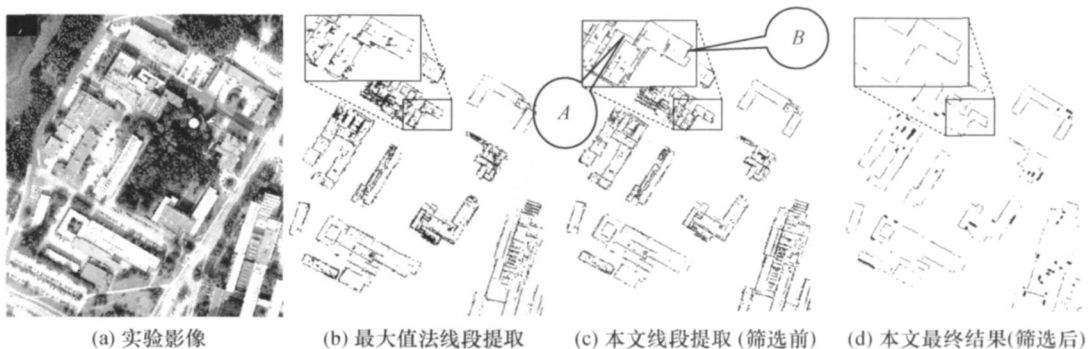 A
B
(a) 实验影像
(b) 最大值法线段提取
(c) 本文线段提取 (筛选前)
(d) 本文最终结果(筛选后)